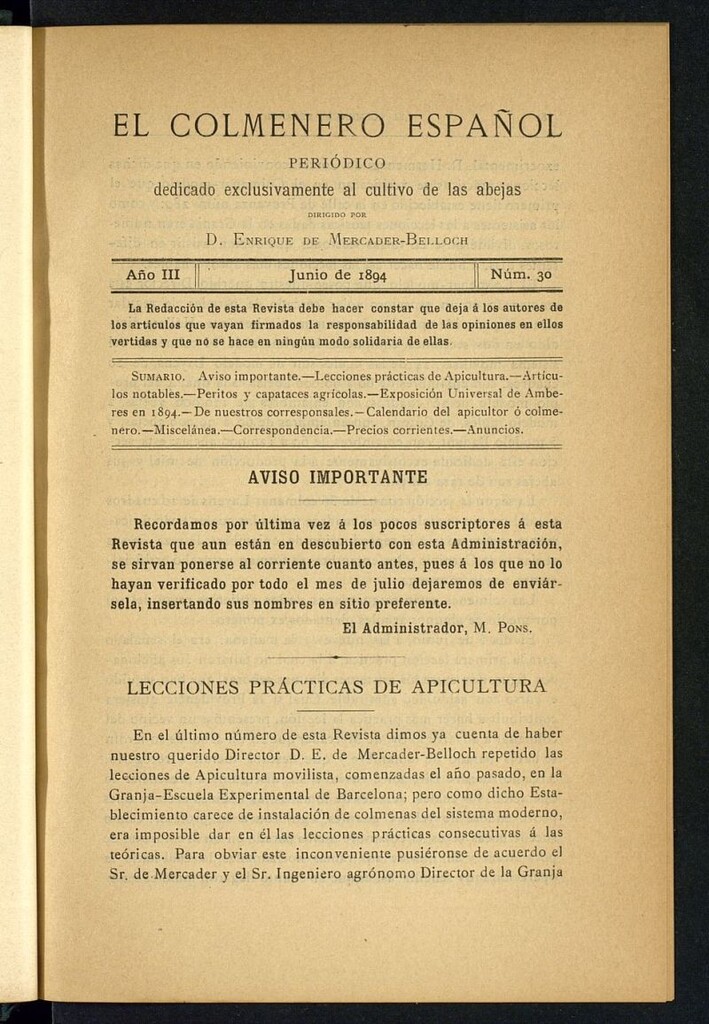 EL COLMENERO ESPAÑOL
PERIÓDICO
dedicado exclusivamente al cultivo de las abejas
DIRIGIDO POR
D. ENRIQUE DE MERCADER-BELLOCH
Año III Junio de 1894 Núm. 30
La Redacción de esta Revista debe hacer constar que deja á los autores de
los artículos que vayan firmados la responsabilidad de las opiniones en ellos
vertidas y que no se hace en ningún modo solidaria de ellas.
SUMARIO. Aviso importante.—Lecciones prácticas de Apicultura.—Artícu-
los notables.—Peritos y capataces agrícolas.—Exposición Universal de Ambe-
res en 1894.—De nuestros corresponsales.—Calendario del apicultor ó colme-
nero.—Miscelánea.—Correspondencia.—Precios corrientes.—Anuncios.
AVISO IMPORTANTE
Recordamos por última vez á los pocos suscriptores á esta
Revista que aun están en descubierto con esta Administración,
se sirvan ponerse al corriente cuanto antes, pues á los que no lo
hayan verificado por todo el mes de julio dejaremos de enviár-
sela, insertando sus nombres en sitio preferente.
El Administrador, M. PONS.
LECCIONES PRÁCTICAS DE APICULTURA
En el último número de esta Revista dimos ya cuenta de haber
nuestro querido Director D. E. de Mercader-Belloch repetido las
lecciones de Apicultura movilista, comenzadas el año pasado, en la
Granja-Escuela Experimental de Barcelona; pero como dicho Esta-
blecimiento carece de instalación de colmenas del sistema moderno,
era imposible dar en él las lecciones prácticas consecutivas á las
teóricas. Para obviar este inconveniente pusiéronse de acuerdo el
Sr. de Mercader y el Sr. Ingeniero agrónomo Director de la Granja